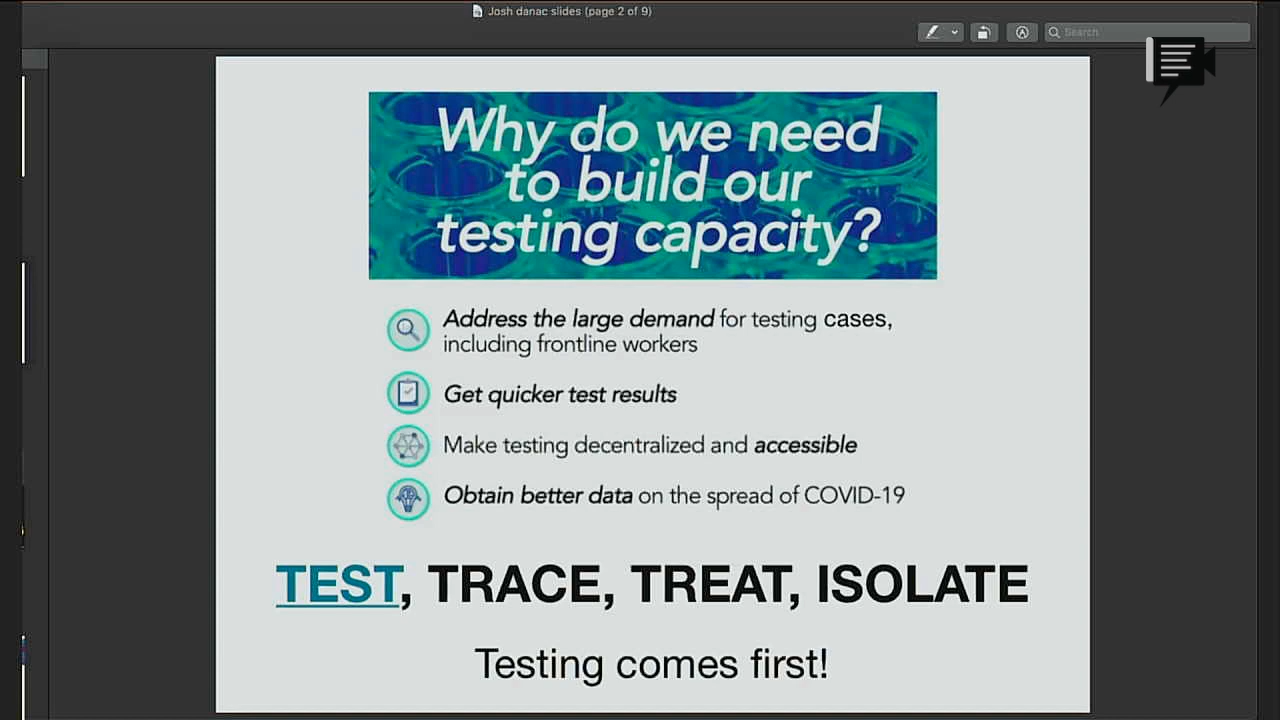 Josh danac slides (page 2 of 9)
Search
Why do we need
to build our
testing capacity?
Address the large demand for testing cases,
including frontline workers
Get quicker test results
Make testing decentralized and accessible
Obtain better data on the spread of COVID-19
TEST, TRACE, TREAT, ISOLATE
Testing comes first!